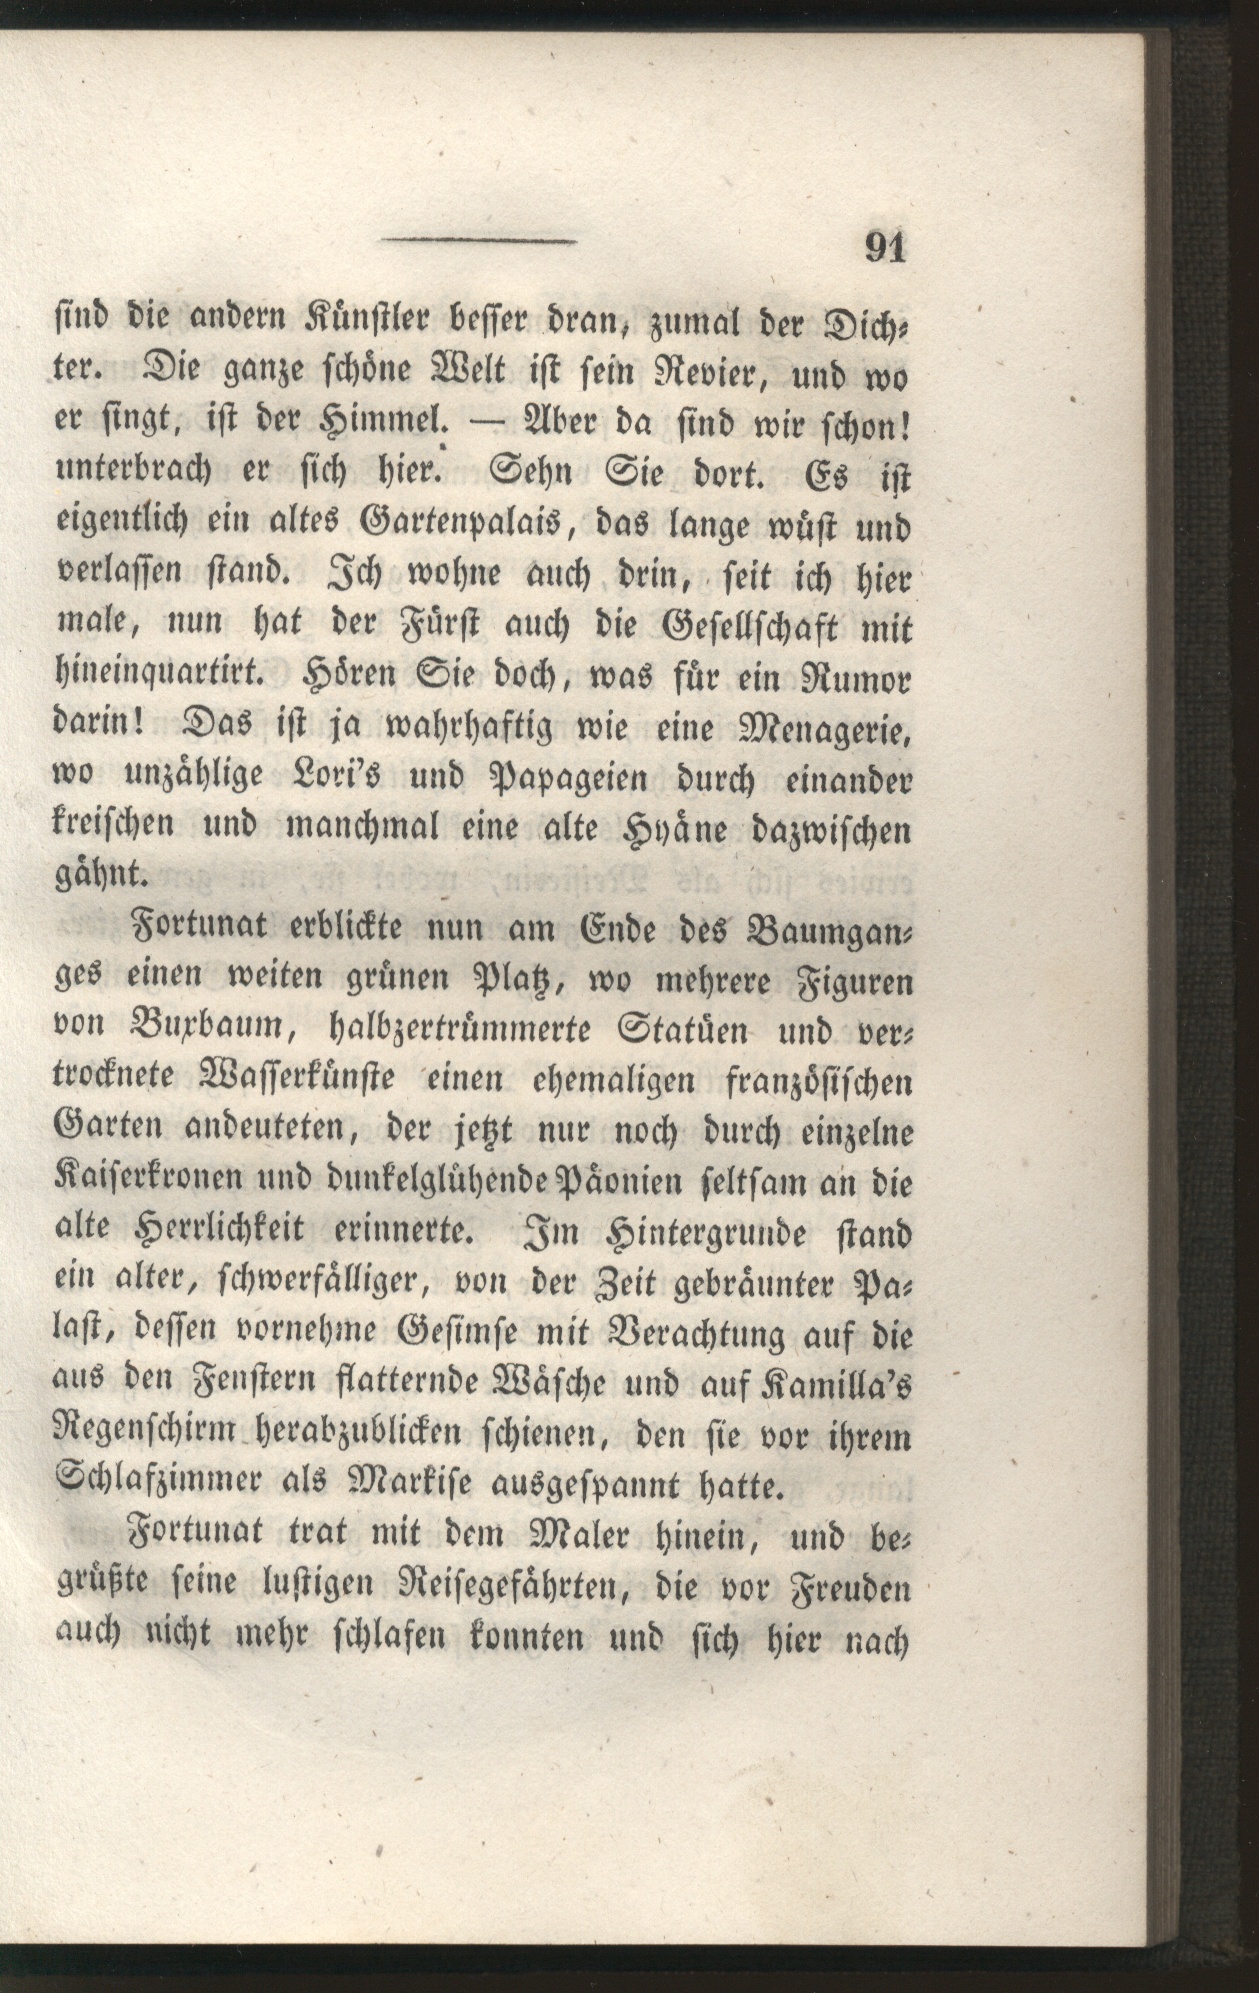 91
sind die andern Künstler besser dran, zumal der Dich⸗
ter. Die ganze schöne Welt ist sein Revier, und wo
er singt, ist der Himmel. — Aber da sind wir schon!
unterbrach er sich hier. Sehn Sie dort. Es ist
eigentlich ein altes Gartenpalais, das lange wüst und
verlassen stand. Ich wohne auch drin, seit ich hier
male, nun hat der Fürst auch die Gesellschaft mit
hineinquartirt. Hören Sie doch, was für ein Rumor
darin! Das ist ja wahrhaftig wie eine Menagerie,
wo unzählige Lori's und Papageien durch einander
kreischen und manchmal eine alte Hyäne dazwischen
gähnt.
Fortunat erblickte nun am Ende des Baumgan⸗
ges einen weiten grünen Platz, wo mehrere Figuren
von Buxbaum, halbzertrümmerte Statüen und ver⸗
trocknete Wasserkünste einen ehemaligen französischen
Garten andeuteten, der jetzt nur noch durch einzelne
Kaiserkronen und dunkelglühende Päonien seltsam an die
alte Herrlichkeit erinnerte. Im Hintergrunde stand
ein alter, schwerfälliger, von der Zeit gebräunter Pa⸗
last, dessen vornehme Gesimse mit Verachtung auf die
aus den Fenstern flatternde Wäsche und auf Kamilla's
Regenschirm herabzublicken schienen, den sie vor ihrem
Schlafzimmer als Markise ausgespannt hatte.
Fortunat trat mit dem Maler hinein, und be⸗
grüßte seine lustigen Reisegefährten, die vor Freuden
auch nicht mehr schlafen konnten und sich hier nach